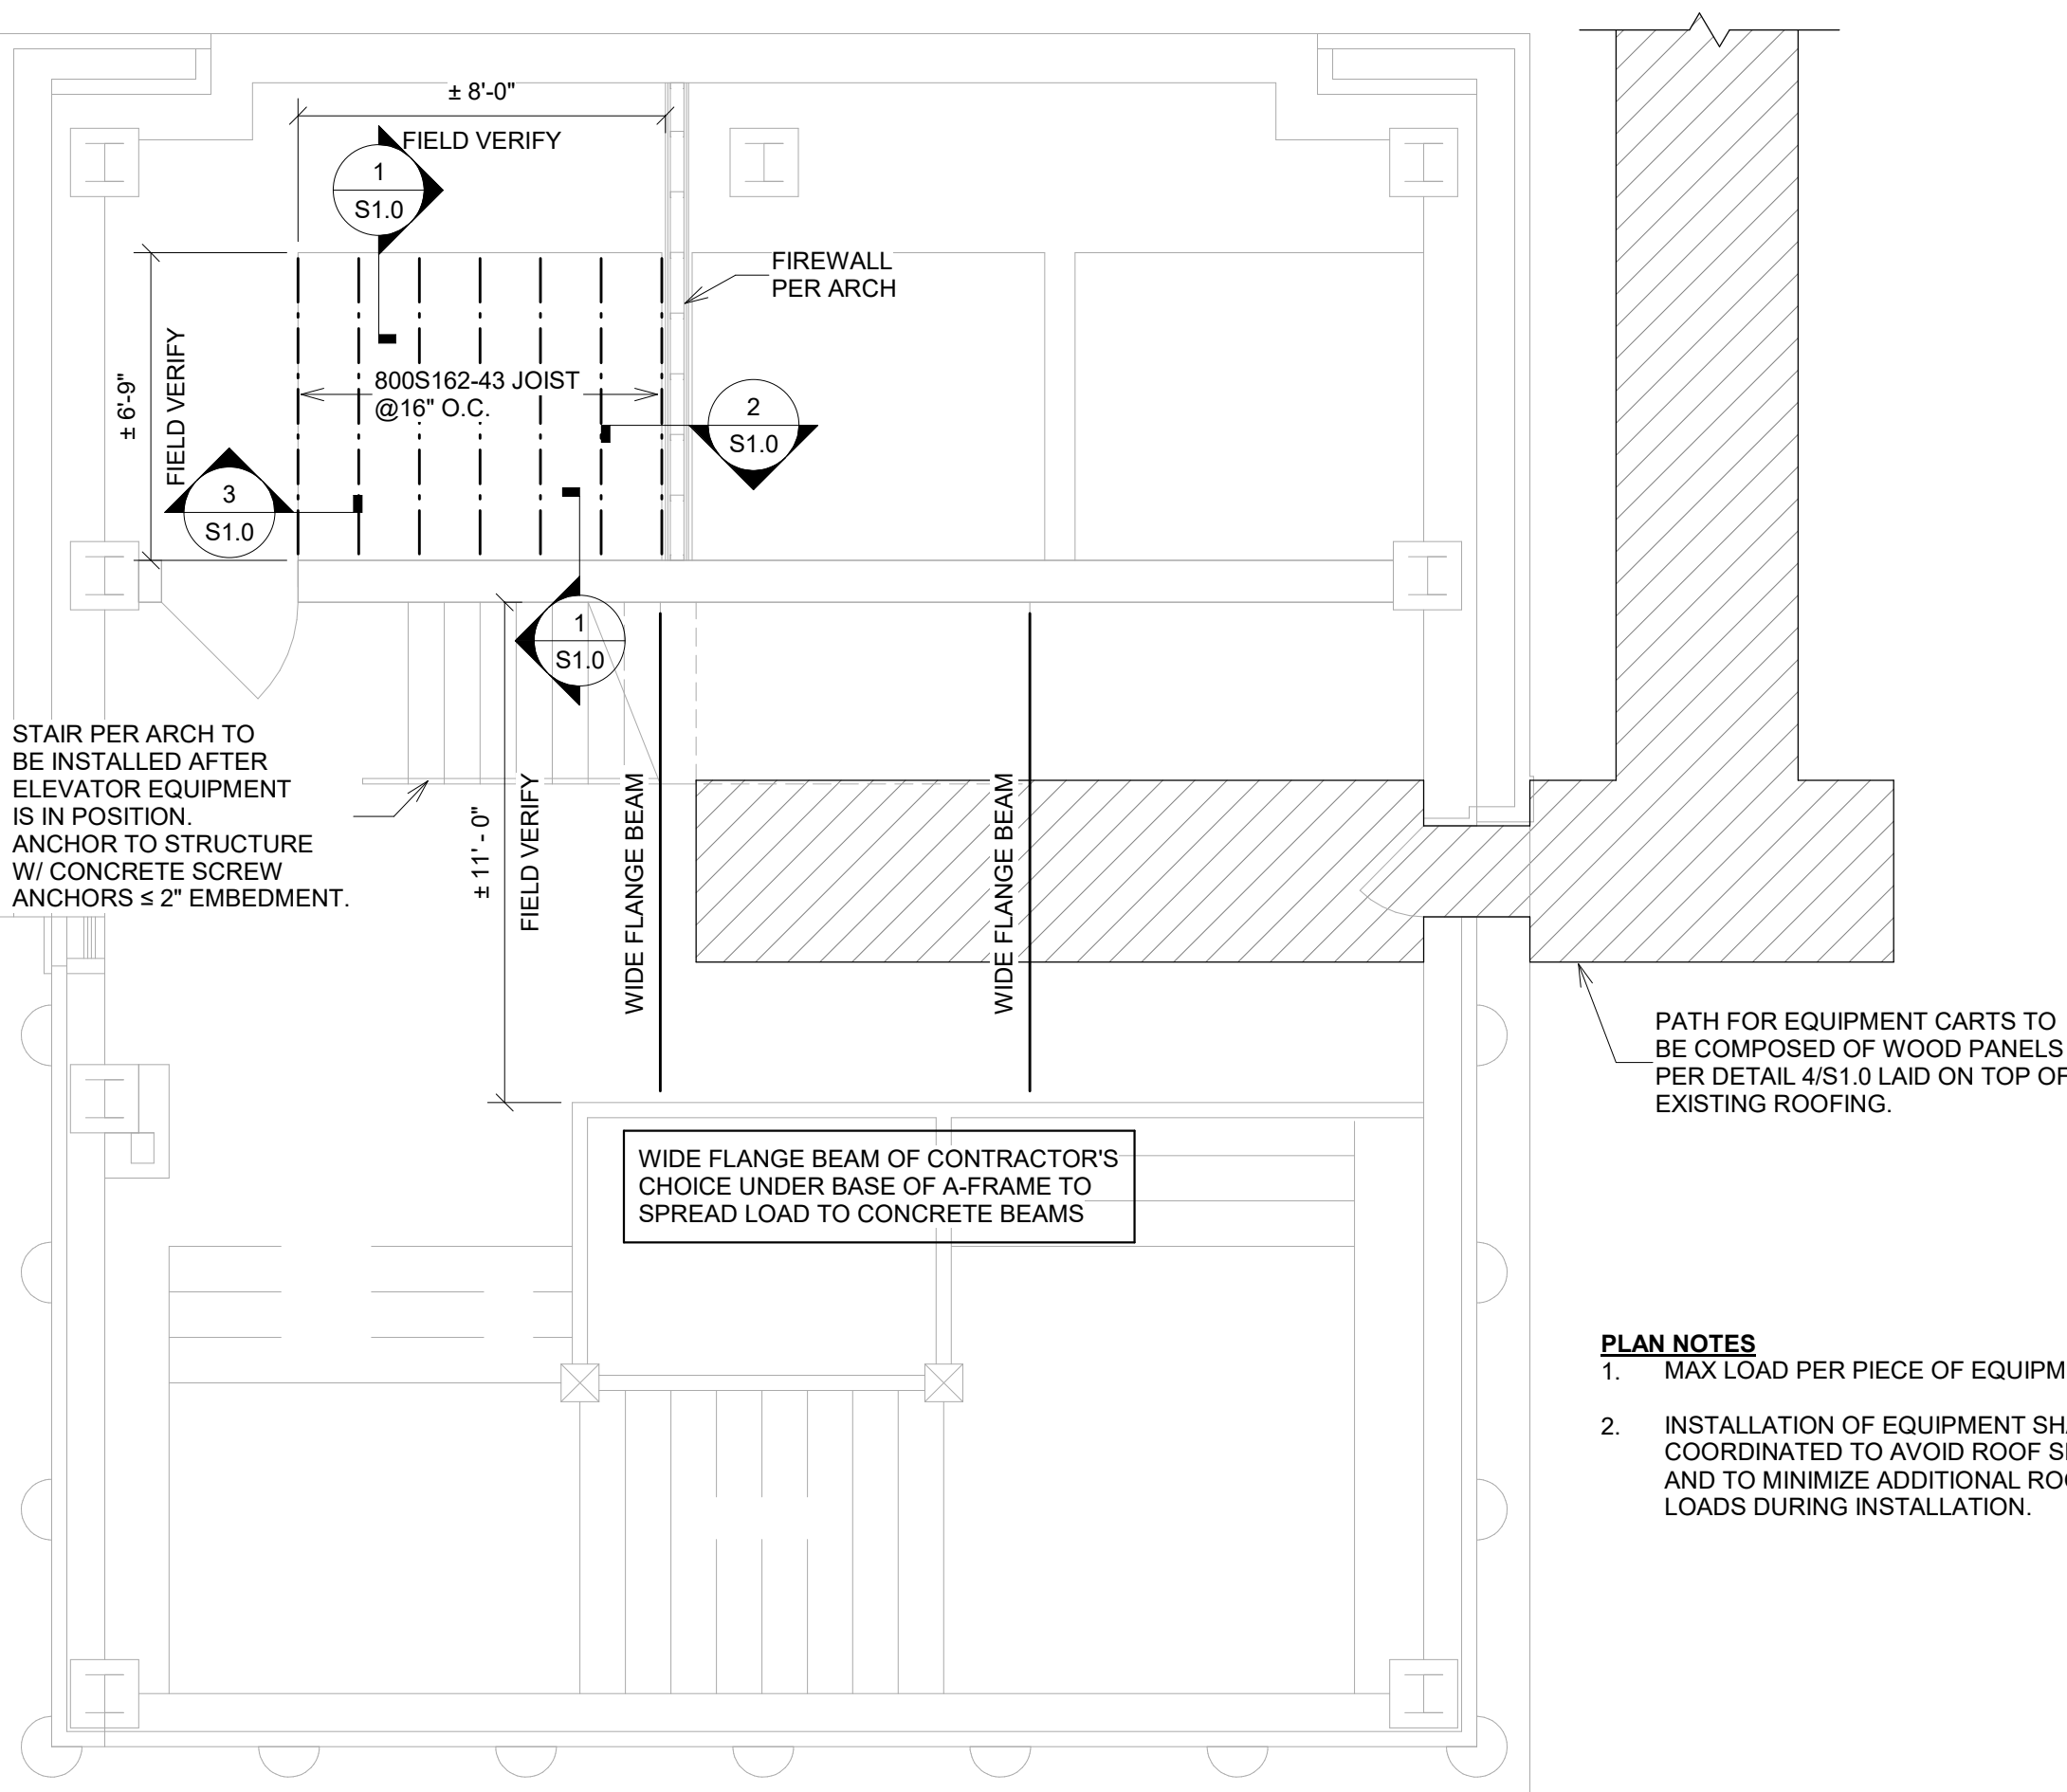 ± 8'-0"
FIELD VERIFY
1
S1.0
FIREWALL
PER ARCH
± 6'-9"
FIELD VERIFY
800S162-43 JOIST
@16" O.C.
2
S1.0
3
S1.0
1
S1.0
STAIR PER ARCH TO
BE INSTALLED AFTER
ELEVATOR EQUIPMENT
IS IN POSITION.
ANCHOR TO STRUCTURE
W/ CONCRETE SCREW
ANCHORS ≤ 2" EMBEDMENT.
± 11' - 0"
FIELD VERIFY
WIDE FLANGE BEAM
WIDE FLANGE BEAM
PATH FOR EQUIPMENT CARTS TO
BE COMPOSED OF WOOD PANELS
PER DETAIL 4/S1.0 LAID ON TOP OF
EXISTING ROOFING.
WIDE FLANGE BEAM OF CONTRACTOR'S
CHOICE UNDER BASE OF A-FRAME TO
SPREAD LOAD TO CONCRETE BEAMS
PLAN NOTES
1. MAX LOAD PER PIECE OF EQUIPM
2. INSTALLATION OF EQUIPMENT SHA
COORDINATED TO AVOID ROOF S
AND TO MINIMIZE ADDITIONAL ROO
LOADS DURING INSTALLATION.